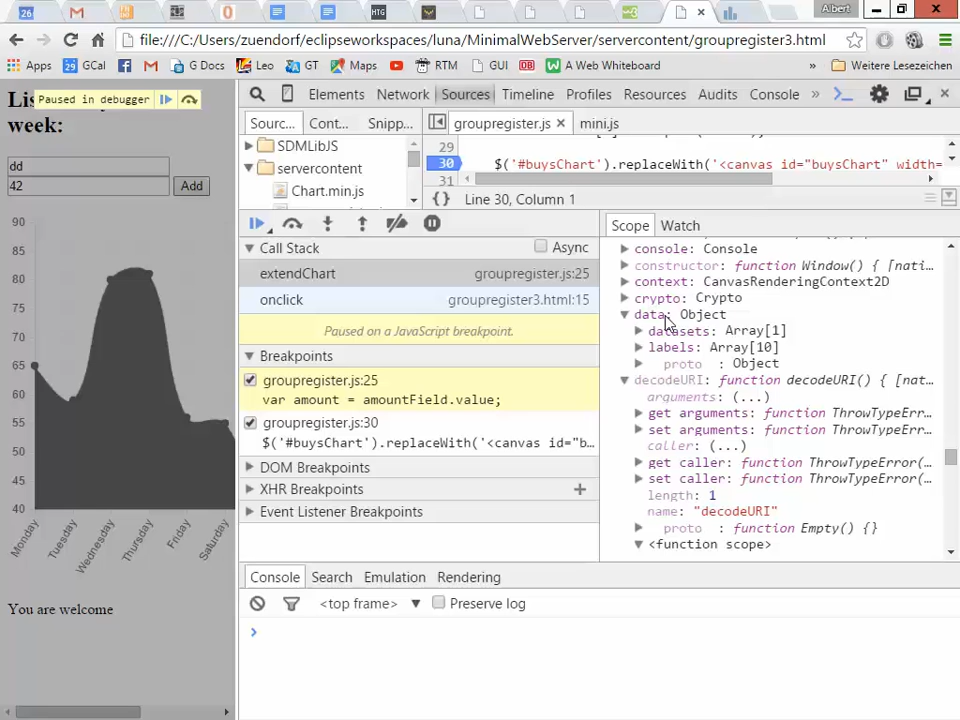 26
31
HTG
Albert
file:///C:/Users/zuendorf/eclipseworkspaces/luna/MinimalWebServer/servercontent/groupregister3.html
Apps
29 GCal
Docs
Leo
GT
Maps
RTM
GUI
DB
W A Web Whiteboard
»
Weitere Lesezeichen
Paused in debugger
Li
week:
dd
42
Add
90
85
80
75
70
65
60
55
50
45
40
Monday
Tuesday
Wednesday
Thursday
Friday
Saturday
You are welcome
Elements
Network
Sources
Timeline
Profiles
Resources
Audits
Console
»
Sourc...
Cont...
Snipp...
groupregister.js ×
mini.js
SDMLibJS
servercontent
Chart.min.js
29
30
$('#buysChart').replaceWith('<canvas id="buysChart" width=
31
{} Line 30, Column 1
Call Stack
Async
extendChart
groupregister.js:25
onclick
groupregister3.html:15
Paused on a JavaScript breakpoint.
Breakpoints
groupregister.js:25
var amount = amountField.value;
groupregister.js:30
$('#buysChart').replaceWith('<canvas id="b…
DOM Breakpoints
XHR Breakpoints
Event Listener Breakpoints
Scope
Watch
console: Console
constructor: function Window() { [nati…
context: CanvasRenderingContext2D
crypto: Crypto
data: Object
datasets: Array[1]
labels: Array[10]
proto : Object
decodeURI: function decodeURI() { [nat…
arguments: (...)
get arguments: function ThrowTypeErr…
set arguments: function ThrowTypeErr…
caller: (...)
get caller: function ThrowTypeError(…
set caller: function ThrowTypeError(…
length: 1
name: "decodeURI"
proto : function Empty() {}
<function scope>
Console
Search
Emulation
Rendering
<top frame>
Preserve log